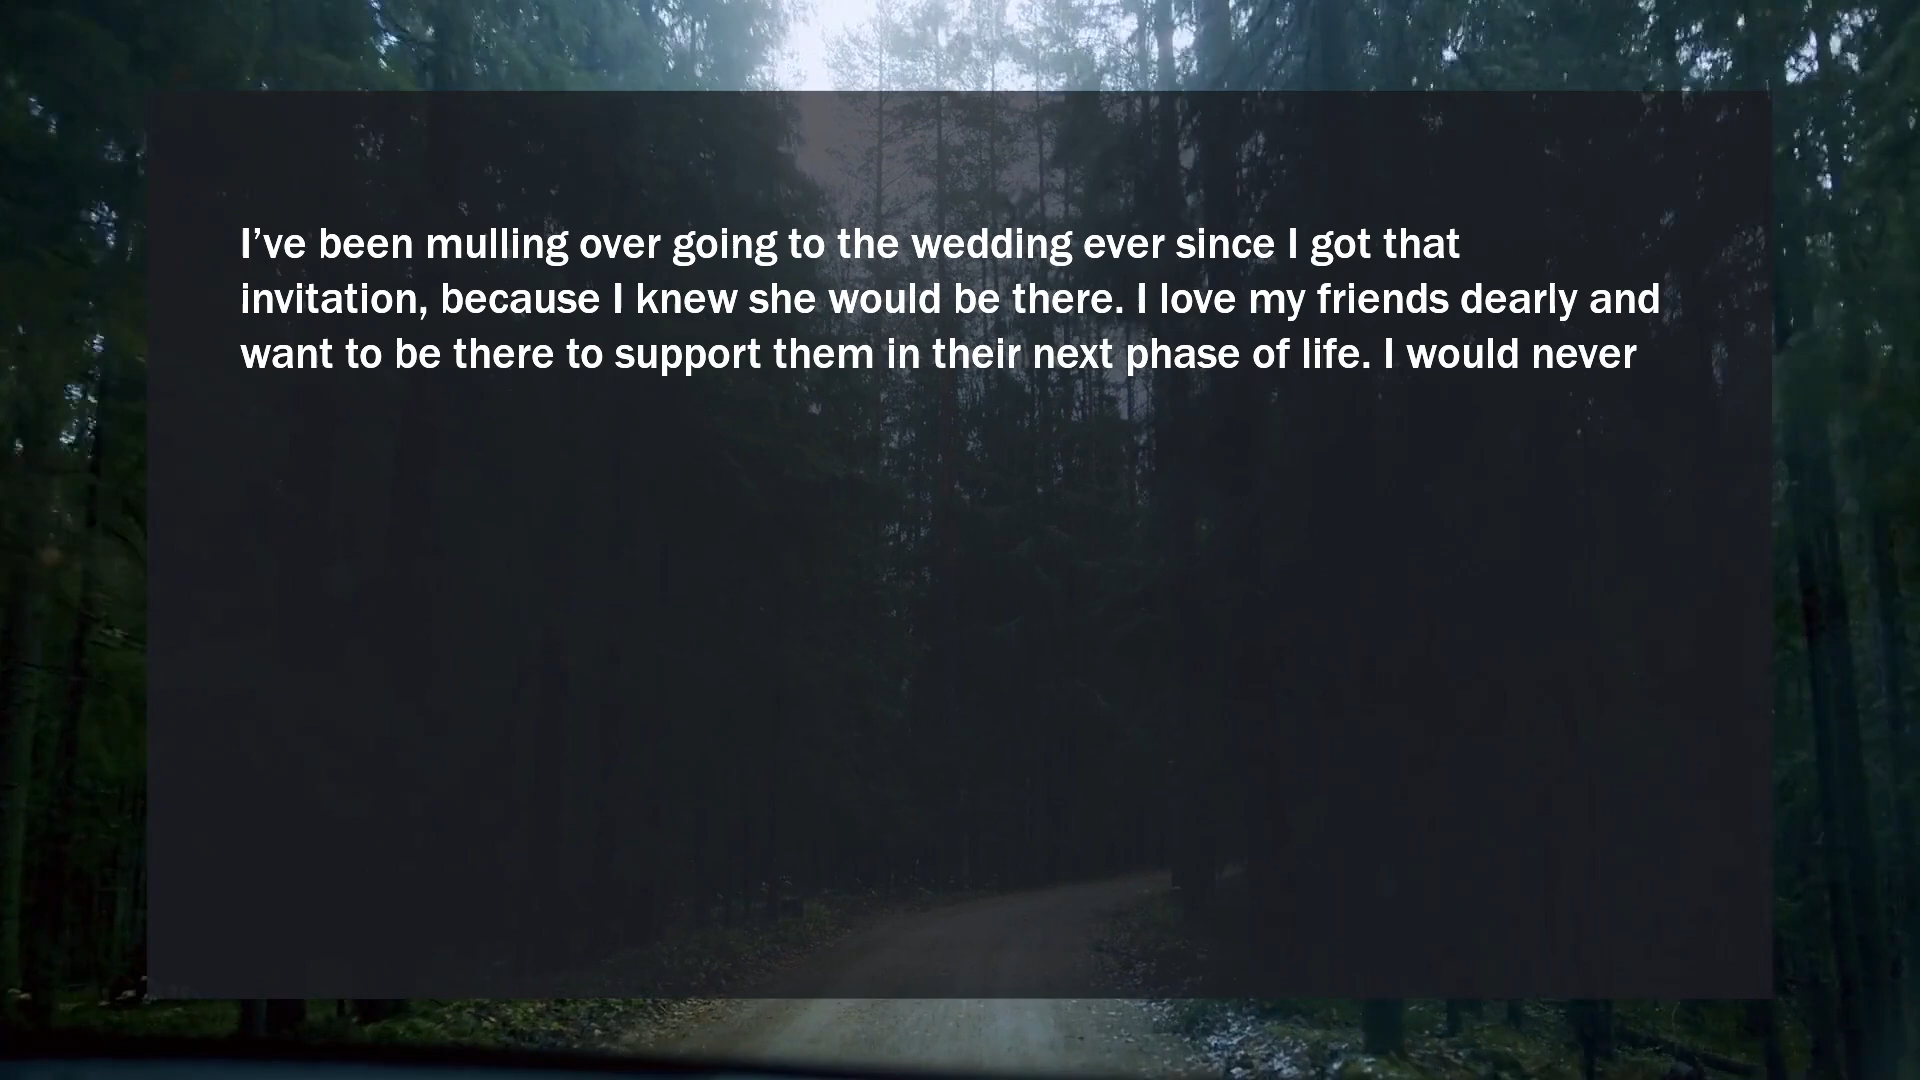 I’ve been mulling over going to the wedding ever since I got that
invitation, because I knew she would be there. I love my friends dearly and
want to be there to support them in their next phase of life. I would never